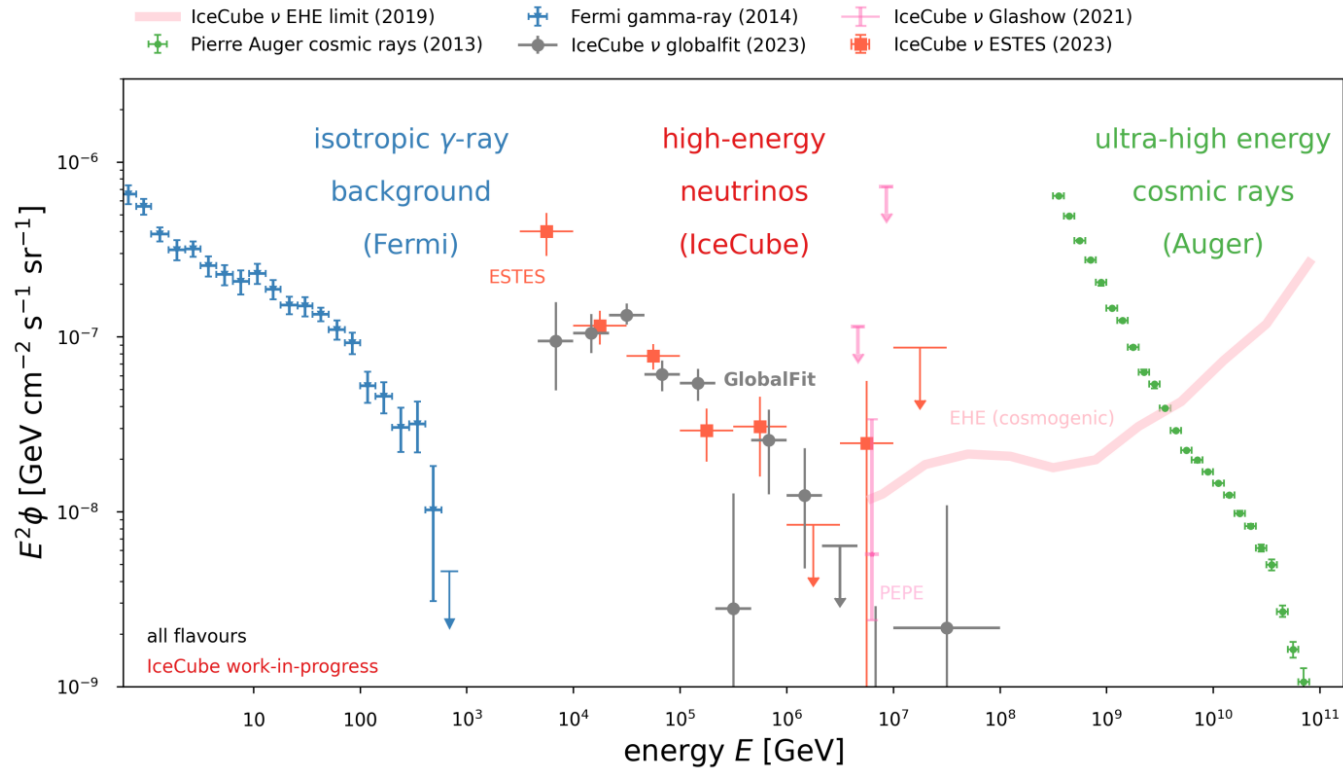 IceCube ν EHE limit (2019)
Pierre Auger cosmic rays (2013)
Fermi gamma-ray (2014)
IceCube ν globalfit (2023)
IceCube ν Glashow (2021)
IceCube ν ESTES (2023)
E²ϕ [GeV cm⁻² s⁻¹ sr⁻¹]
10⁻⁶
10⁻⁷
10⁻⁸
10⁻⁹
isotropic γ-ray
background
(Fermi)
high-energy
neutrinos
(IceCube)
ultra-high energy
cosmic rays
(Auger)
ESTES
GlobalFit
EHE (cosmogenic)
PEPE
all flavours
IceCube work-in-progress
10
100
10³
10⁴
10⁵
10⁶
10⁷
10⁸
10⁹
10¹⁰
10¹¹
energy E [GeV]